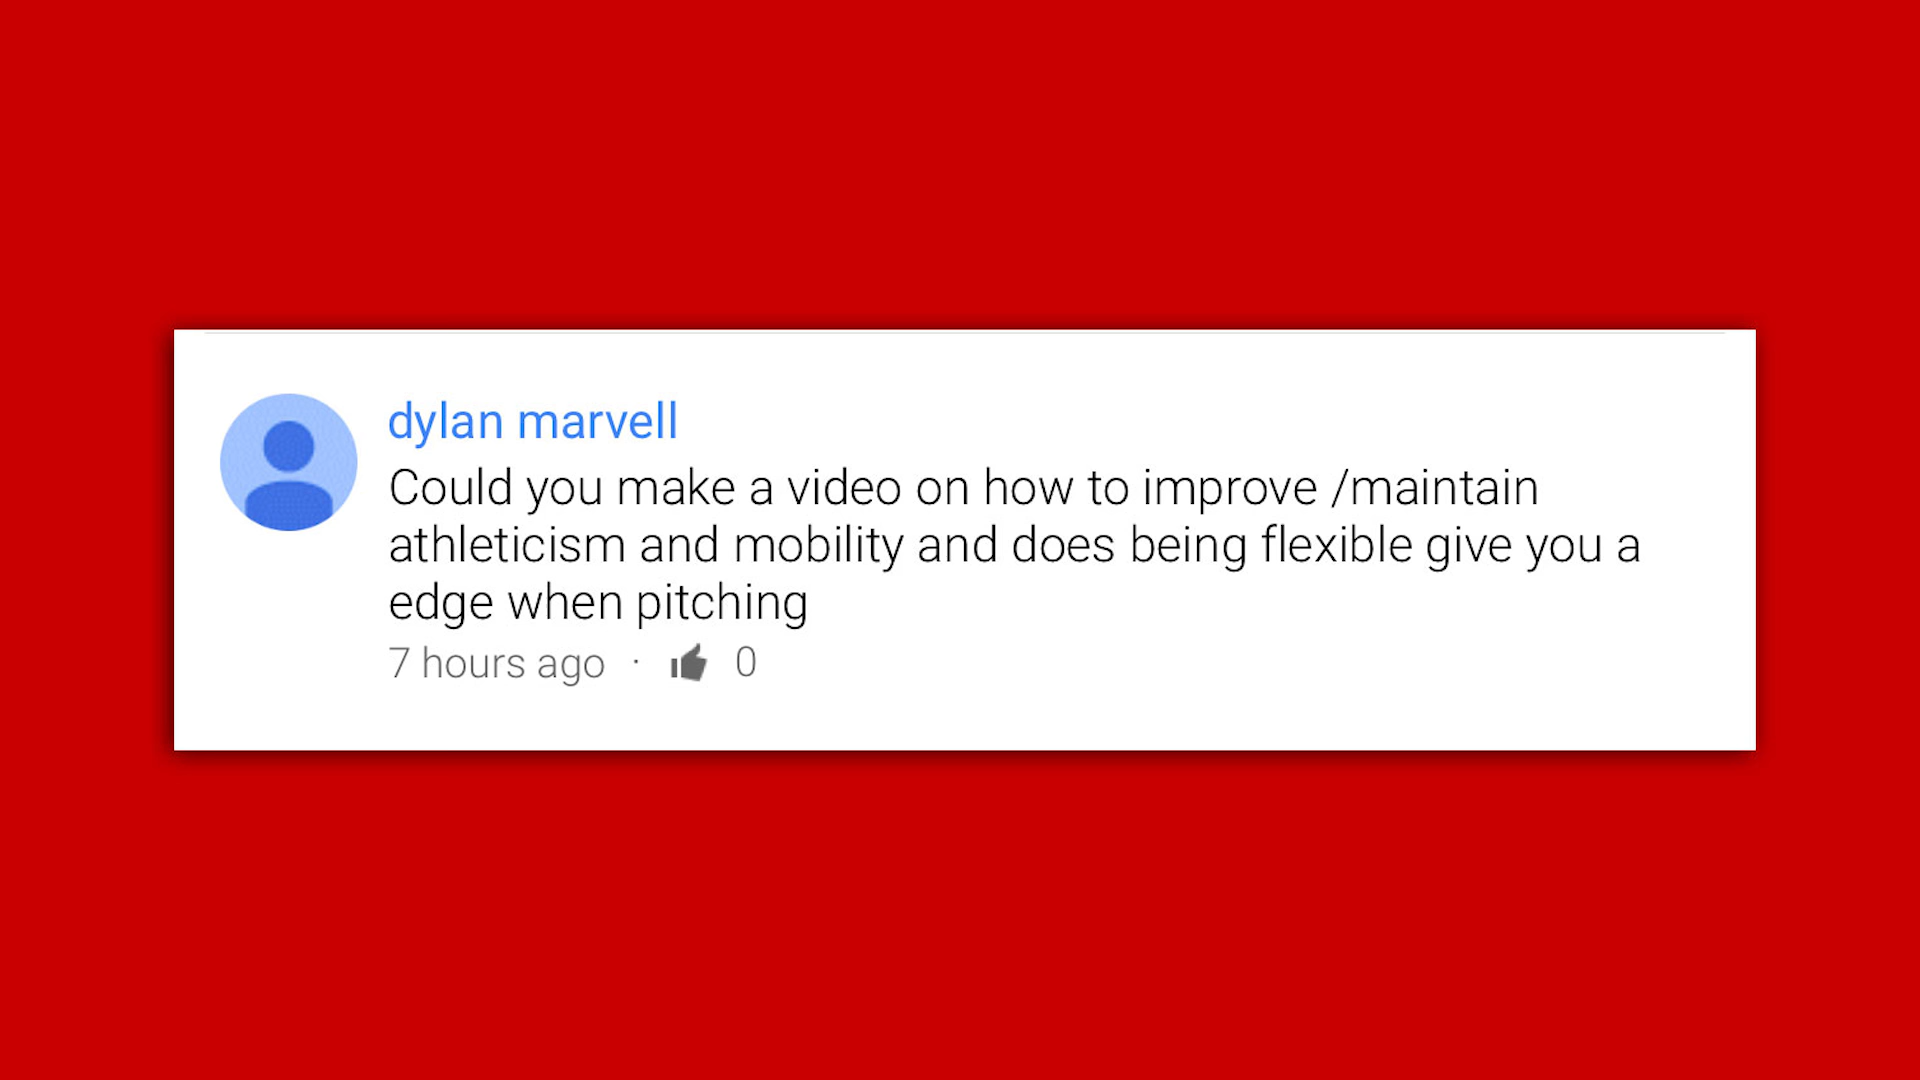 dylan marvell
Could you make a video on how to improve /maintain
athleticism and mobility and does being flexible give you a
edge when pitching
7 hours ago · 0